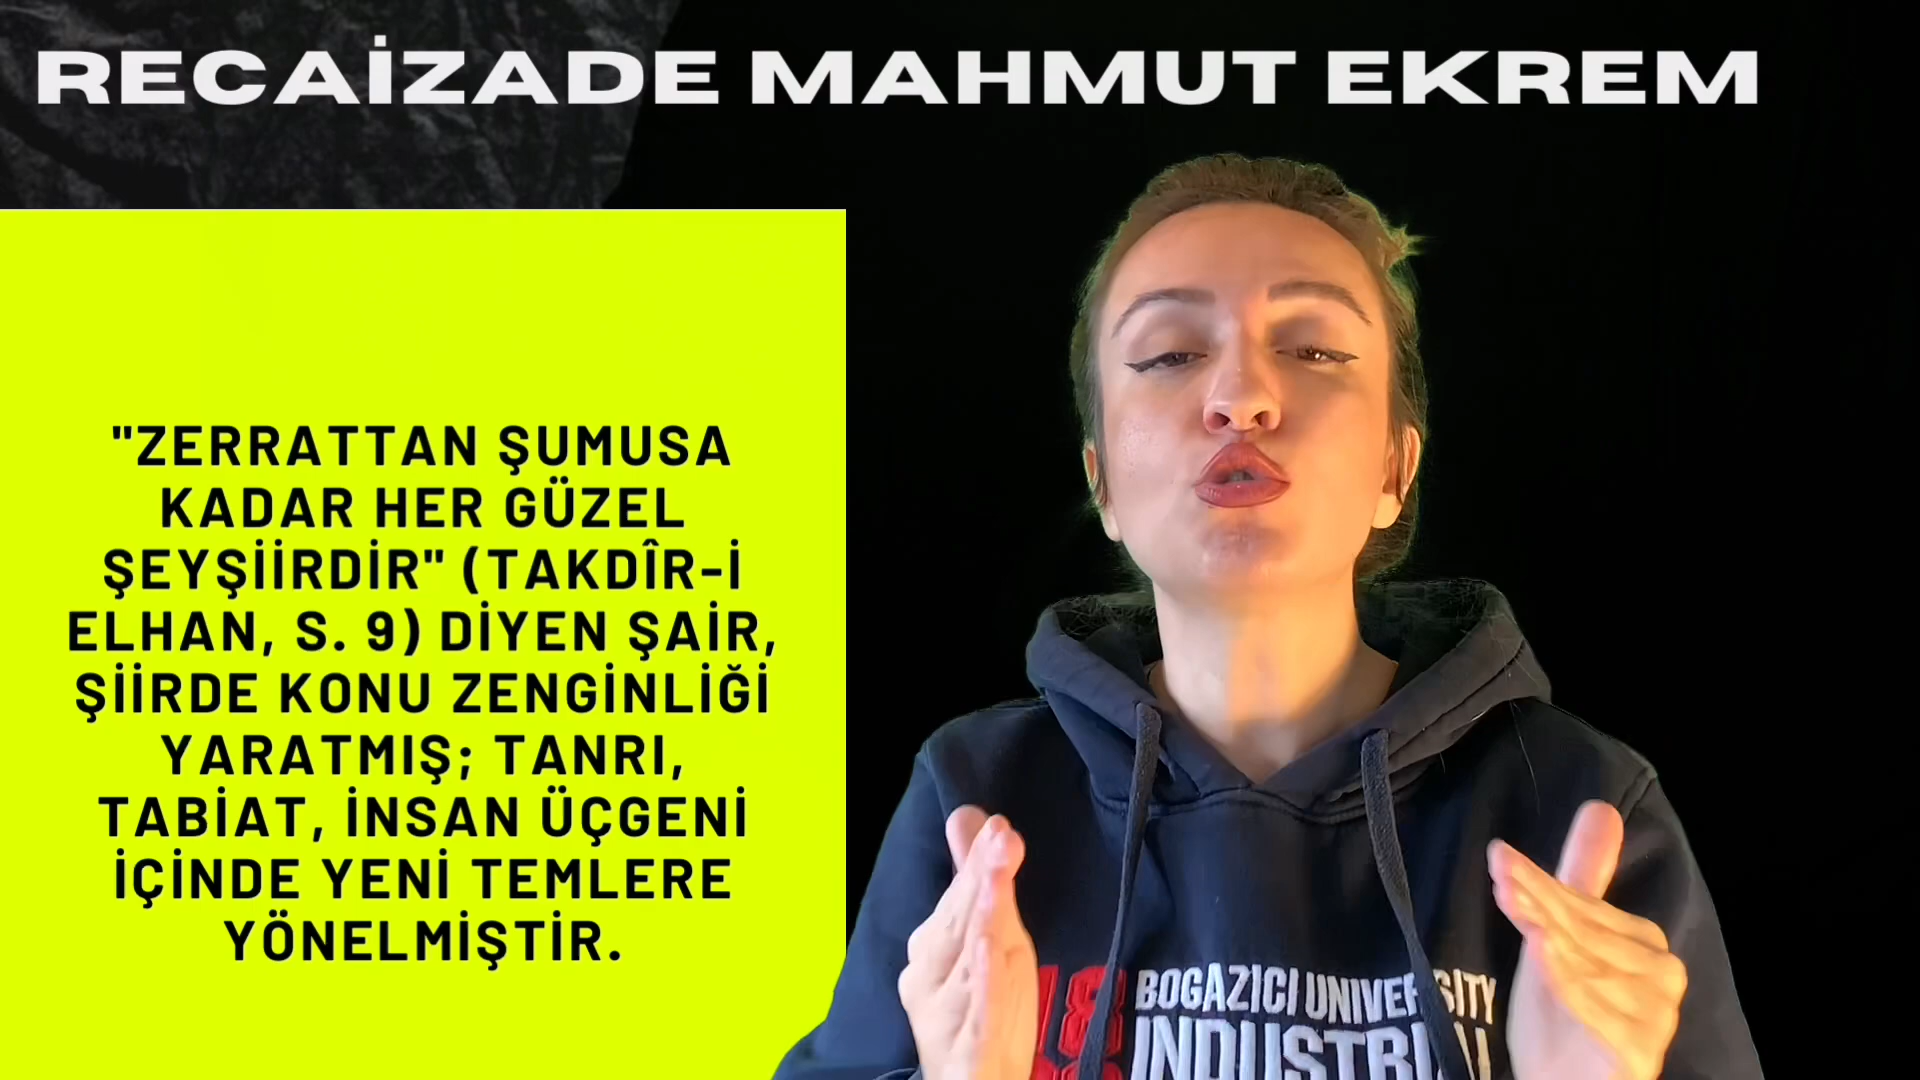 RECAİZADE MAHMUT EKREM
"ZERRATTAN ŞUMUSA
KADAR HER GÜZEL
ŞEYŞİİRDİR" (TAKDÎR-İ
ELHAN, S. 9) DİYEN ŞAİR,
ŞİİRDE KONU ZENGİNLİĞİ
YARATMIŞ; TANRI,
TABİAT, İNSAN ÜÇGENİ
İÇİNDE YENİ TEMLERE
YÖNELMİŞTİR.
18 BOGAZICI UNIVERSITY